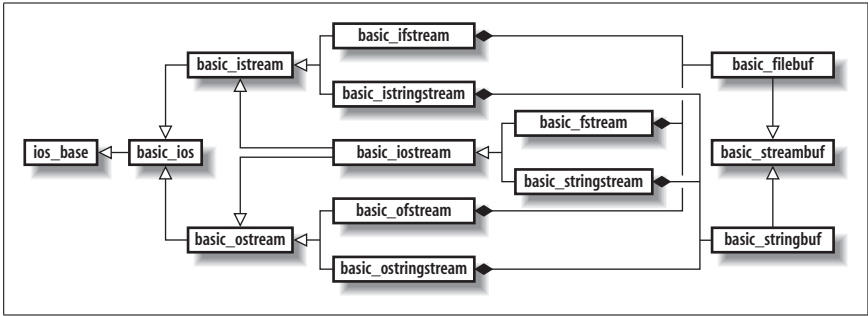 basic_ifstream
basic_istream
basic_filebuf
basic_istringstream
basic_fstream
ios_base
basic_ios
basic_iostream
basic_streambuf
basic_stringstream
basic_ofstream
basic_ostream
basic_stringbuf
basic_ostringstream